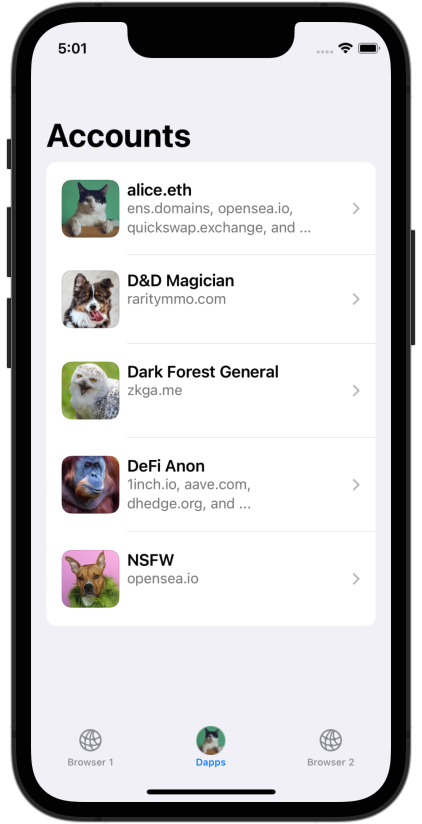 5:01
Accounts
alice.eth
ens.domains, opensea.io,
quickswap.exchange, and ...
D&D Magician
raritymmo.com
Dark Forest General
zkga.me
DeFi Anon
1inch.io, aave.com,
dhedge.org, and ...
NSFW
opensea.io
Browser 1
Dapps
Browser 2